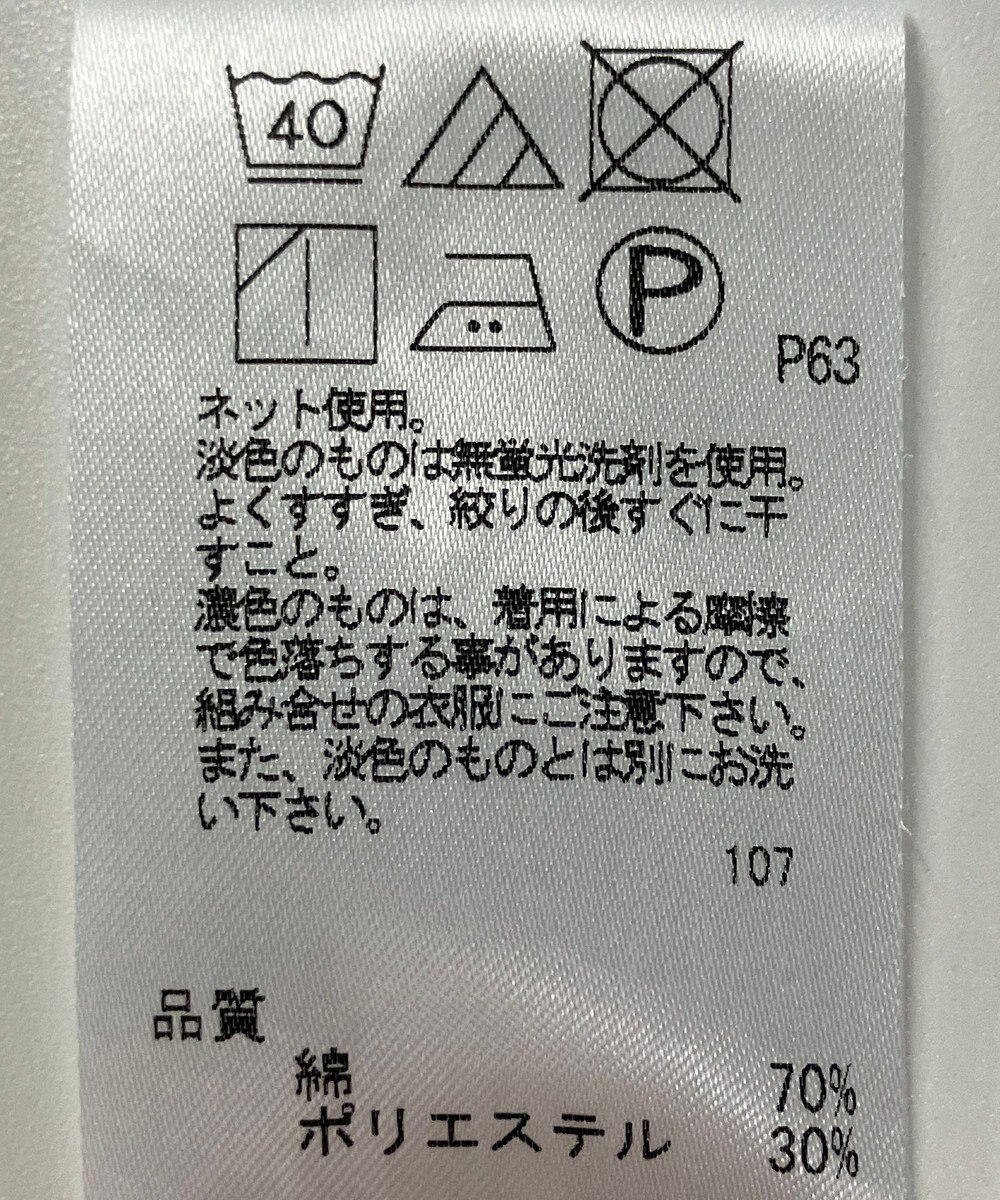 40
P
P63
ネット使用。
淡色のものは無蛍光洗剤を使用。
よくすすぎ、絞りの後すぐに干
すこと。
濃色のものは、着用による摩擦
で色落ちする事がありますので、
組み合せの衣服にご注意下さい。
また、淡色のものとは別にお洗
い下さい。
107
品質
綿 70%
ポリエステル 30%